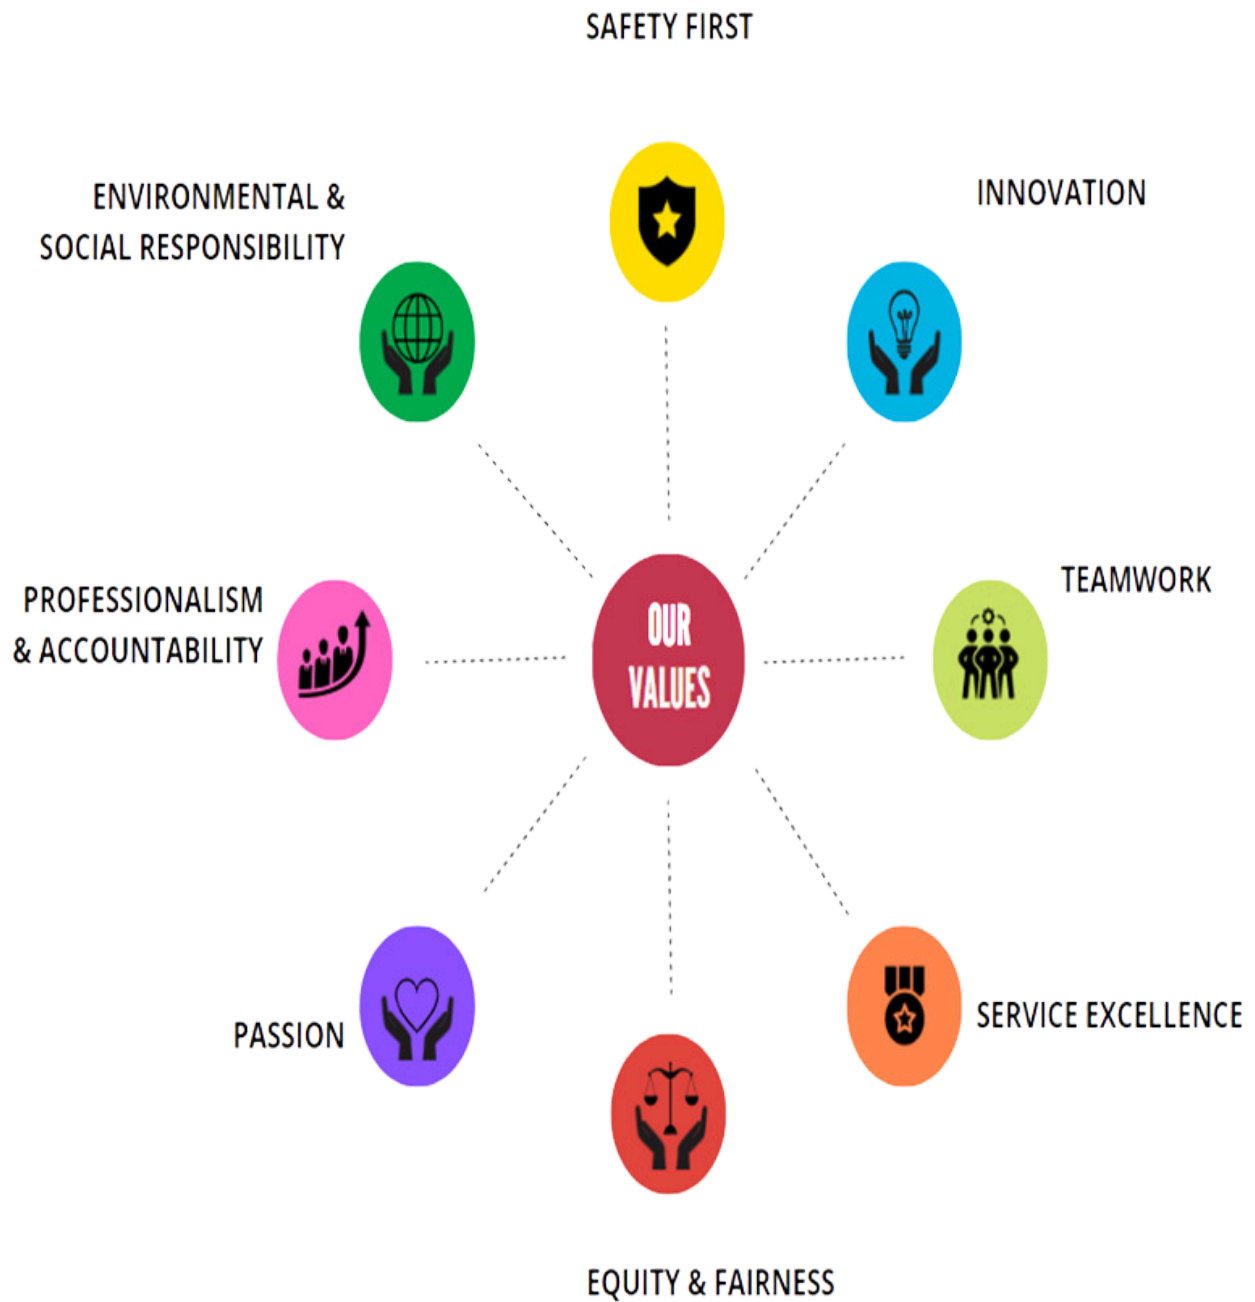 SAFETY FIRST
ENVIRONMENTAL &
SOCIAL RESPONSIBILITY
INNOVATION
PROFESSIONALISM
& ACCOUNTABILITY
OUR
VALUES
TEAMWORK
PASSION
SERVICE EXCELLENCE
EQUITY & FAIRNESS